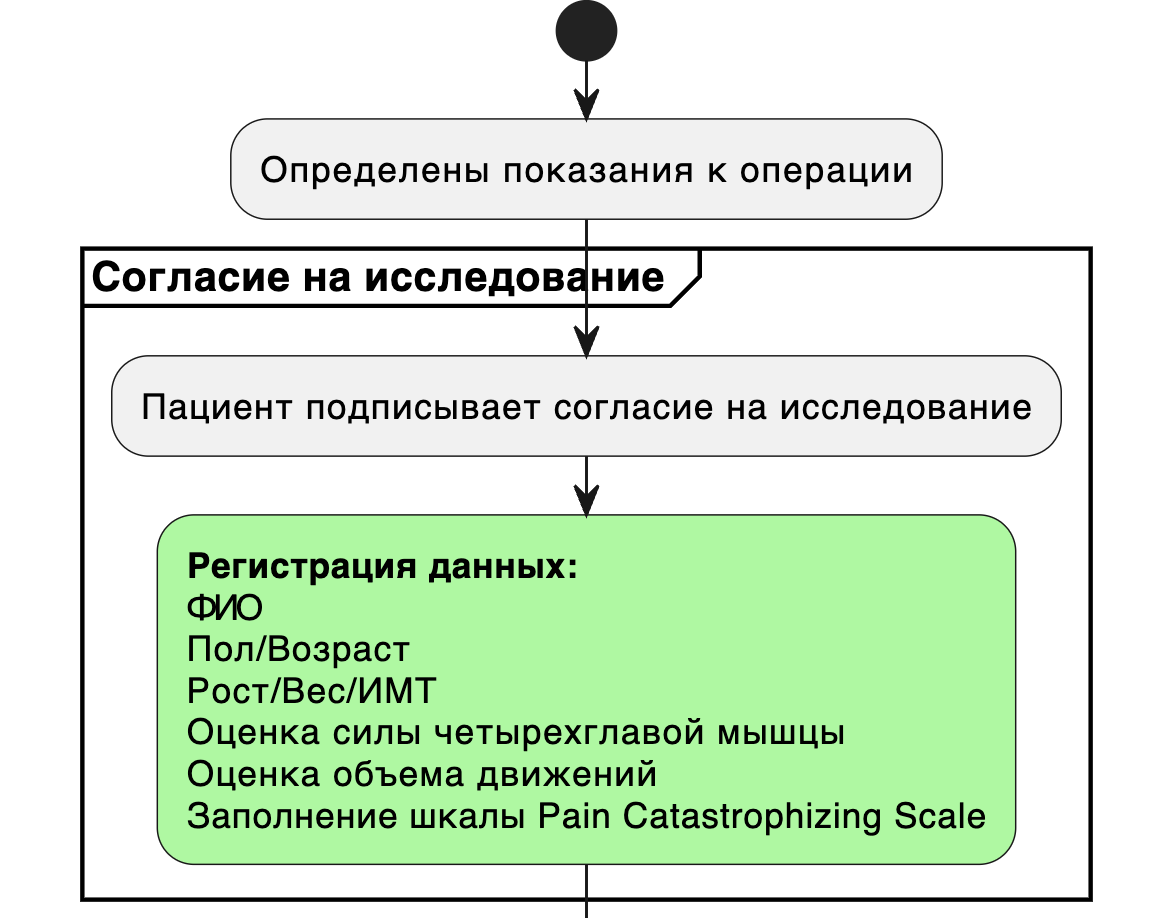 Определены показания к операции
Согласие на исследование
Пациент подписывает согласие на исследование
Регистрация данных:
ФИО
Пол/Возраст
Рост/Вес/ИМТ
Оценка силы четырехглавой мышцы
Оценка объема движений
Заполнение шкалы Pain Catastrophizing Scale